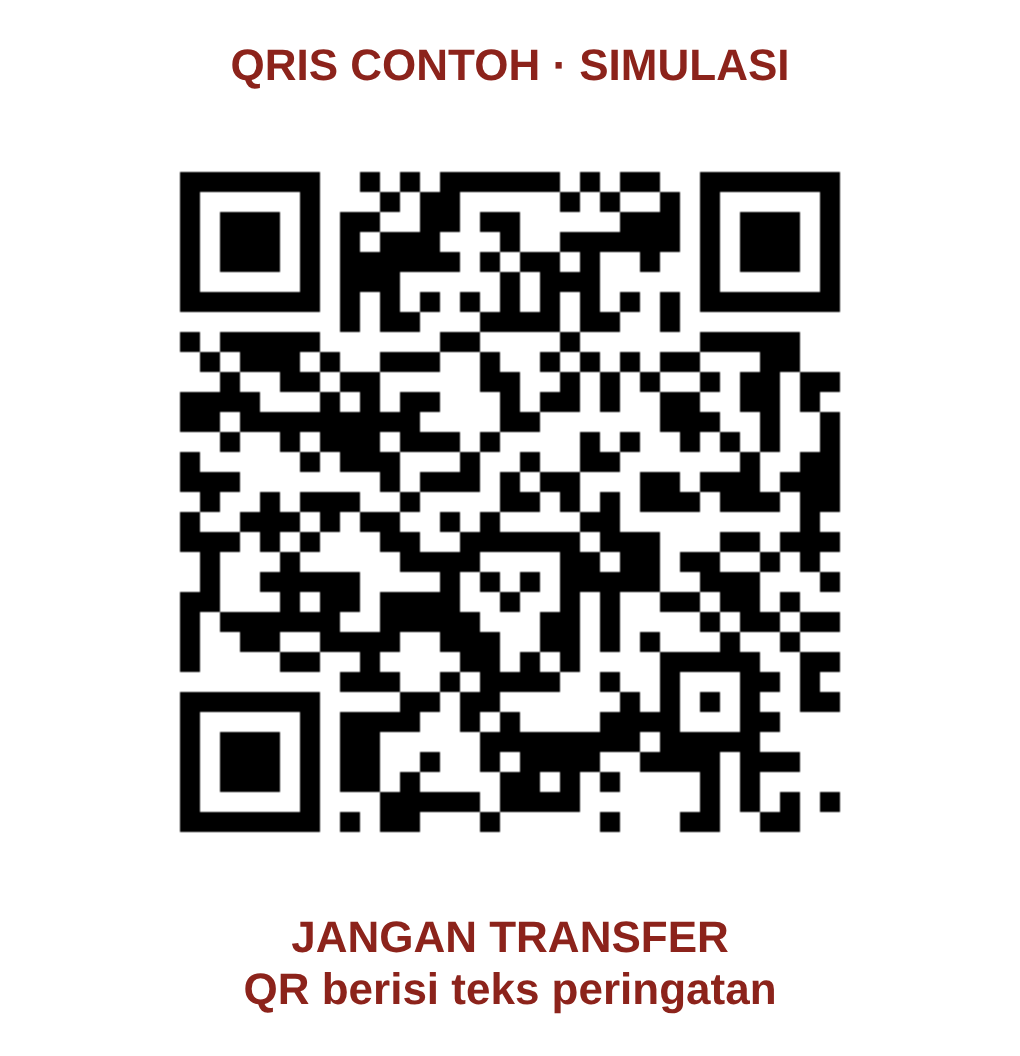 QRIS CONTOH · SIMULASI
JANGAN TRANSFER
QR berisi teks peringatan